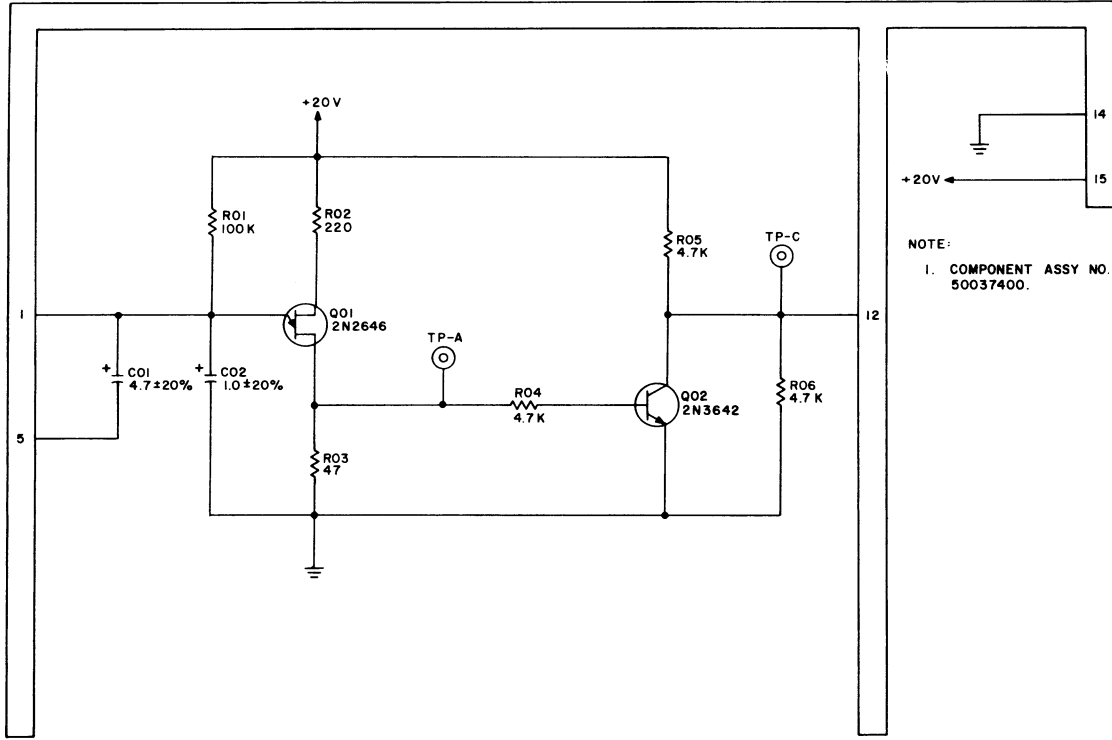 +20V
R01
100K
R02
220
R05
4.7K
TP-C
1
Q01
2N2646
12
TP-A
+
C01
4.7±20%
+
C02
1.0±20%
R04
4.7K
Q02
2N3642
R06
4.7K
5
R03
47
14
+20V
15
NOTE:
1. COMPONENT ASSY NO.
50037400.